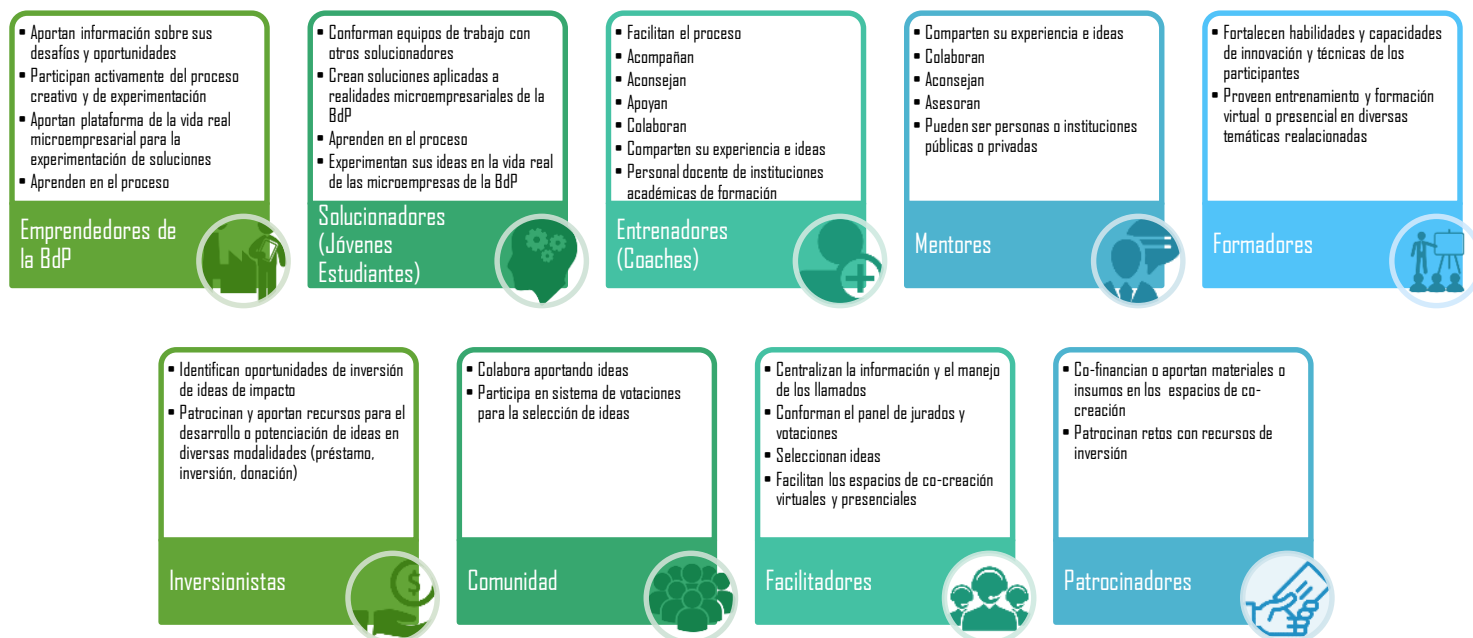 ▪ Aportan información sobre sus
desafíos y oportunidades
▪ Participan activamente del proceso
creativo y de experimentación
▪ Aportan plataforma de la vida real
microempresarial para la
experimentación de soluciones
▪ Aprenden en el proceso
Emprendedores de
la BdP
▪ Conforman equipos de trabajo con
otros solucionadores
▪ Crean soluciones aplicadas a
realidades microempresariales de la
BdP
▪ Aprenden en el proceso
▪ Experimentan sus ideas en la vida real
de las microempresas de la BdP
Solucionadores
(Jóvenes
Estudiantes)
▪ Facilitan el proceso
▪ Acompañan
▪ Aconsejan
▪ Apoyan
▪ Colaboran
▪ Comparten su experiencia e ideas
▪ Personal docente de instituciones
académicas de formación
Entrenadores
(Coaches)
▪ Comparten su experiencia e ideas
▪ Colaboran
▪ Aconsejan
▪ Asesoran
▪ Pueden ser personas o instituciones
públicas o privadas
Mentores
▪ Fortalecen habilidades y capacidades
de innovación y técnicas de los
participantes
▪ Proveen entrenamiento y formación
virtual o presencial en diversas
temáticas realacionadas
Formadores
▪ Identifican oportunidades de inversión
de ideas de impacto
▪ Patrocinan y aportan recursos para el
desarrollo o potenciación de ideas en
diversas modalidades (préstamo,
inversión, donación)
Inversionistas
▪ Colabora aportando ideas
▪ Participa en sistema de votaciones
para la selección de ideas
Comunidad
▪ Centralizan la información y el manejo
de los llamados
▪ Conforman el panel de jurados y
votaciones
▪ Seleccionan ideas
▪ Facilitan los espacios de co-creación
virtuales y presenciales
Facilitadores
▪ Co-financian o aportan materiales o
insumos en los espacios de co-
creación
▪ Patrocinan retos con recursos de
inversión
Patrocinadores